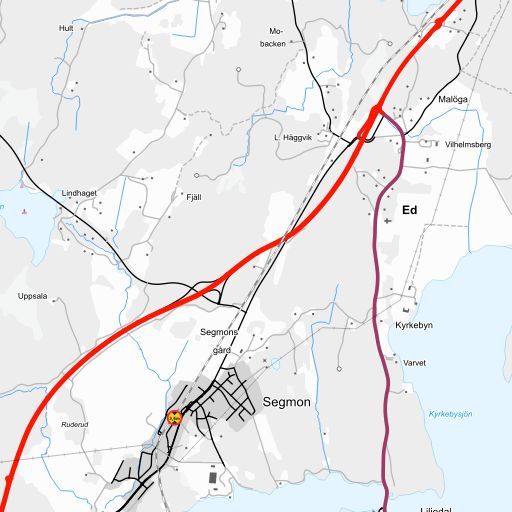 Hult
Mo-
backen
Malöga
L. Häggvik
Vilhelmsberg
Lindhaget
Fjäll
Ed
Uppsala
Kyrkebyn
Segmons
gård
Varvet
Segmon
Kyrkebysjön
Ruderud
Liljedal